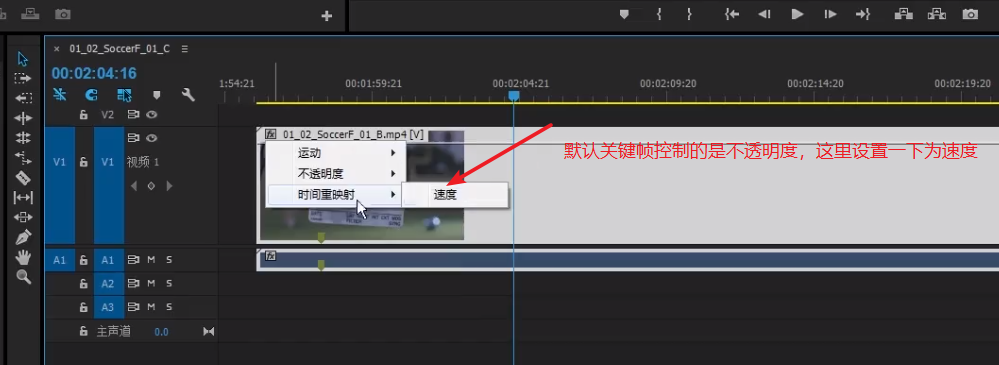 × 01_02_SoccerF_01_C ≡
00:02:04:16
1:54:21 00:01:59:21 00:02:04:21 00:02:09:20 00:02:14:20 00:02:19:20
V2
fx 01_02_SoccerF_01_B.mp4 [V]
V1 V1 视频 1
运动
不透明度
时间重映射 速度
默认关键帧控制的是不透明度，这里设置一下为速度
A1 A1 M S fx
A2 M S
A3 M S
主声道 0.0